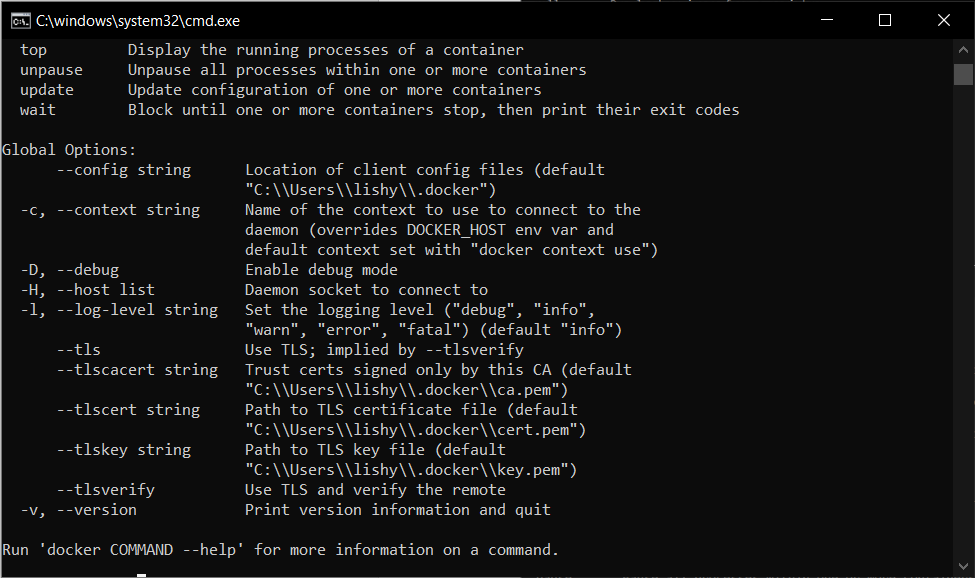 C:\windows\system32\cmd.exe
top Display the running processes of a container
unpause Unpause all processes within one or more containers
update Update configuration of one or more containers
wait Block until one or more containers stop, then print their exit codes
Global Options:
--config string Location of client config files (default
"C:\\Users\\lishy\\.docker")
-c, --context string Name of the context to use to connect to the
daemon (overrides DOCKER_HOST env var and
default context set with "docker context use")
-D, --debug Enable debug mode
-H, --host list Daemon socket to connect to
-l, --log-level string Set the logging level ("debug", "info",
"warn", "error", "fatal") (default "info")
--tls Use TLS; implied by --tlsverify
--tlscacert string Trust certs signed only by this CA (default
"C:\\Users\\lishy\\.docker\\ca.pem")
--tlscert string Path to TLS certificate file (default
"C:\\Users\\lishy\\.docker\\cert.pem")
--tlskey string Path to TLS key file (default
"C:\\Users\\lishy\\.docker\\key.pem")
--tlsverify Use TLS and verify the remote
-v, --version Print version information and quit
Run 'docker COMMAND --help' for more information on a command.